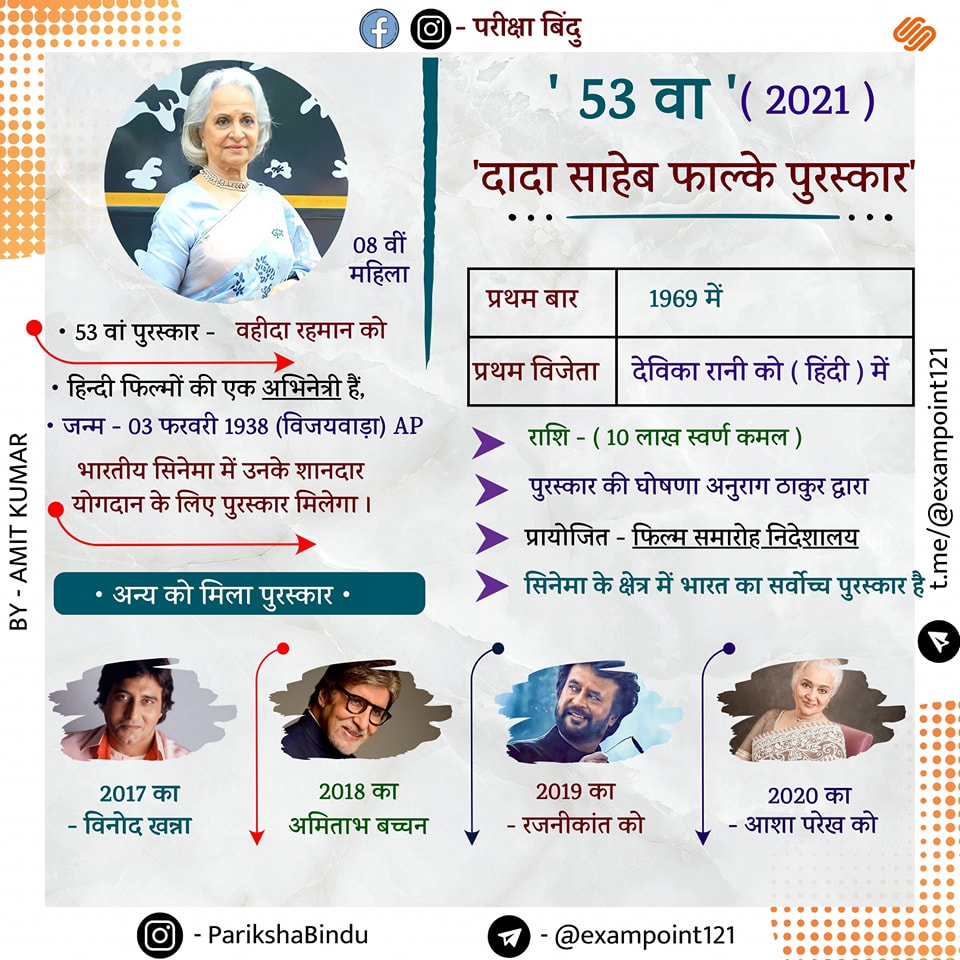 - परीक्षा बिंदु
' 53 वा '( 2021 )
'दादा साहेब फाल्के पुरस्कार'
08 वीं
महिला
• 53 वां पुरस्कार - वहीदा रहमान को
• हिन्दी फिल्मों की एक अभिनेत्री हैं,
• जन्म - 03 फरवरी 1938 (विजयवाड़ा) AP
भारतीय सिनेमा में उनके शानदार
योगदान के लिए पुरस्कार मिलेगा ।
प्रथम बार 1969 में
प्रथम विजेता देविका रानी को ( हिंदी ) में
राशि - ( 10 लाख स्वर्ण कमल )
पुरस्कार की घोषणा अनुराग ठाकुर द्वारा
प्रायोजित - फिल्म समारोह निदेशालय
सिनेमा के क्षेत्र में भारत का सर्वोच्च पुरस्कार है
• अन्य को मिला पुरस्कार •
2017 का
- विनोद खन्ना
2018 का
अमिताभ बच्चन
2019 का
- रजनीकांत को
2020 का
- आशा परेख को
BY - AMIT KUMAR
t.me/@exampoint121
- ParikshaBindu
- @exampoint121